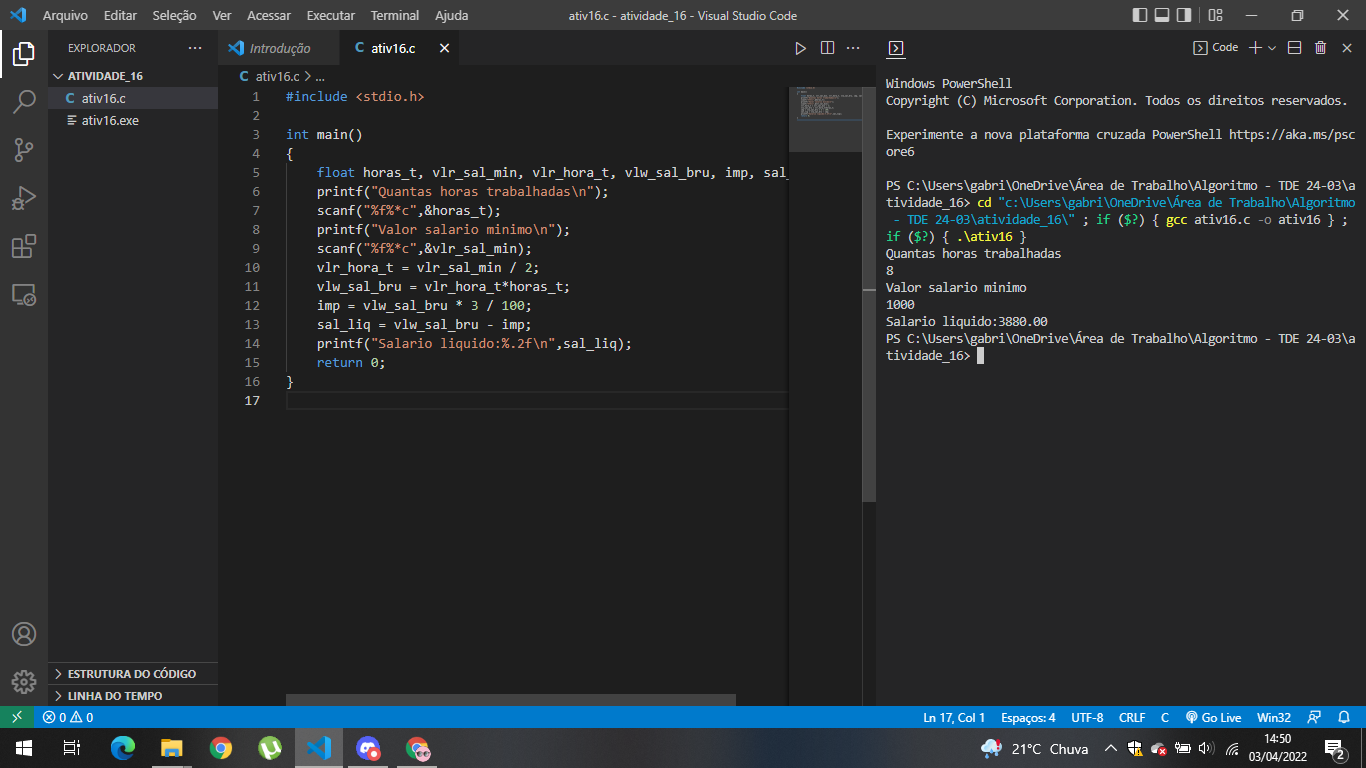 Arquivo Editar Seleção Ver Acessar Executar Terminal Ajuda ativ16.c - atividade_16 - Visual Studio Code
EXPLORADOR
ATIVIDADE_16
C ativ16.c
ativ16.exe
ESTRUTURA DO CÓDIGO
LINHA DO TEMPO
Introdução C ativ16.c
C ativ16.c > ...
1 #include <stdio.h>
2
3 int main()
4 {
5 float horas_t, vlr_sal_min, vlr_hora_t, vlw_sal_bru, imp, sal_
6 printf("Quantas horas trabalhadas\n");
7 scanf("%f%*c",&horas_t);
8 printf("Valor salario minimo\n");
9 scanf("%f%*c",&vlr_sal_min);
10 vlr_hora_t = vlr_sal_min / 2;
11 vlw_sal_bru = vlr_hora_t*horas_t;
12 imp = vlw_sal_bru * 3 / 100;
13 sal_liq = vlw_sal_bru - imp;
14 printf("Salario liquido:%.2f\n",sal_liq);
15 return 0;
16 }
17
Code
Windows PowerShell
Copyright (C) Microsoft Corporation. Todos os direitos reservados.
Experimente a nova plataforma cruzada PowerShell https://aka.ms/psc
ore6
PS C:\Users\gabri\OneDrive\Área de Trabalho\Algoritmo - TDE 24-03\a
tividade_16> cd "c:\Users\gabri\OneDrive\Área de Trabalho\Algoritmo
- TDE 24-03\atividade_16\" ; if ($?) { gcc ativ16.c -o ativ16 } ;
if ($?) { .\ativ16 }
Quantas horas trabalhadas
8
Valor salario minimo
1000
Salario liquido:3880.00
PS C:\Users\gabri\OneDrive\Área de Trabalho\Algoritmo - TDE 24-03\a
tividade_16>
0 0 Ln 17, Col 1 Espaços: 4 UTF-8 CRLF C Go Live Win32
21°C Chuva 14:50
03/04/2022 2